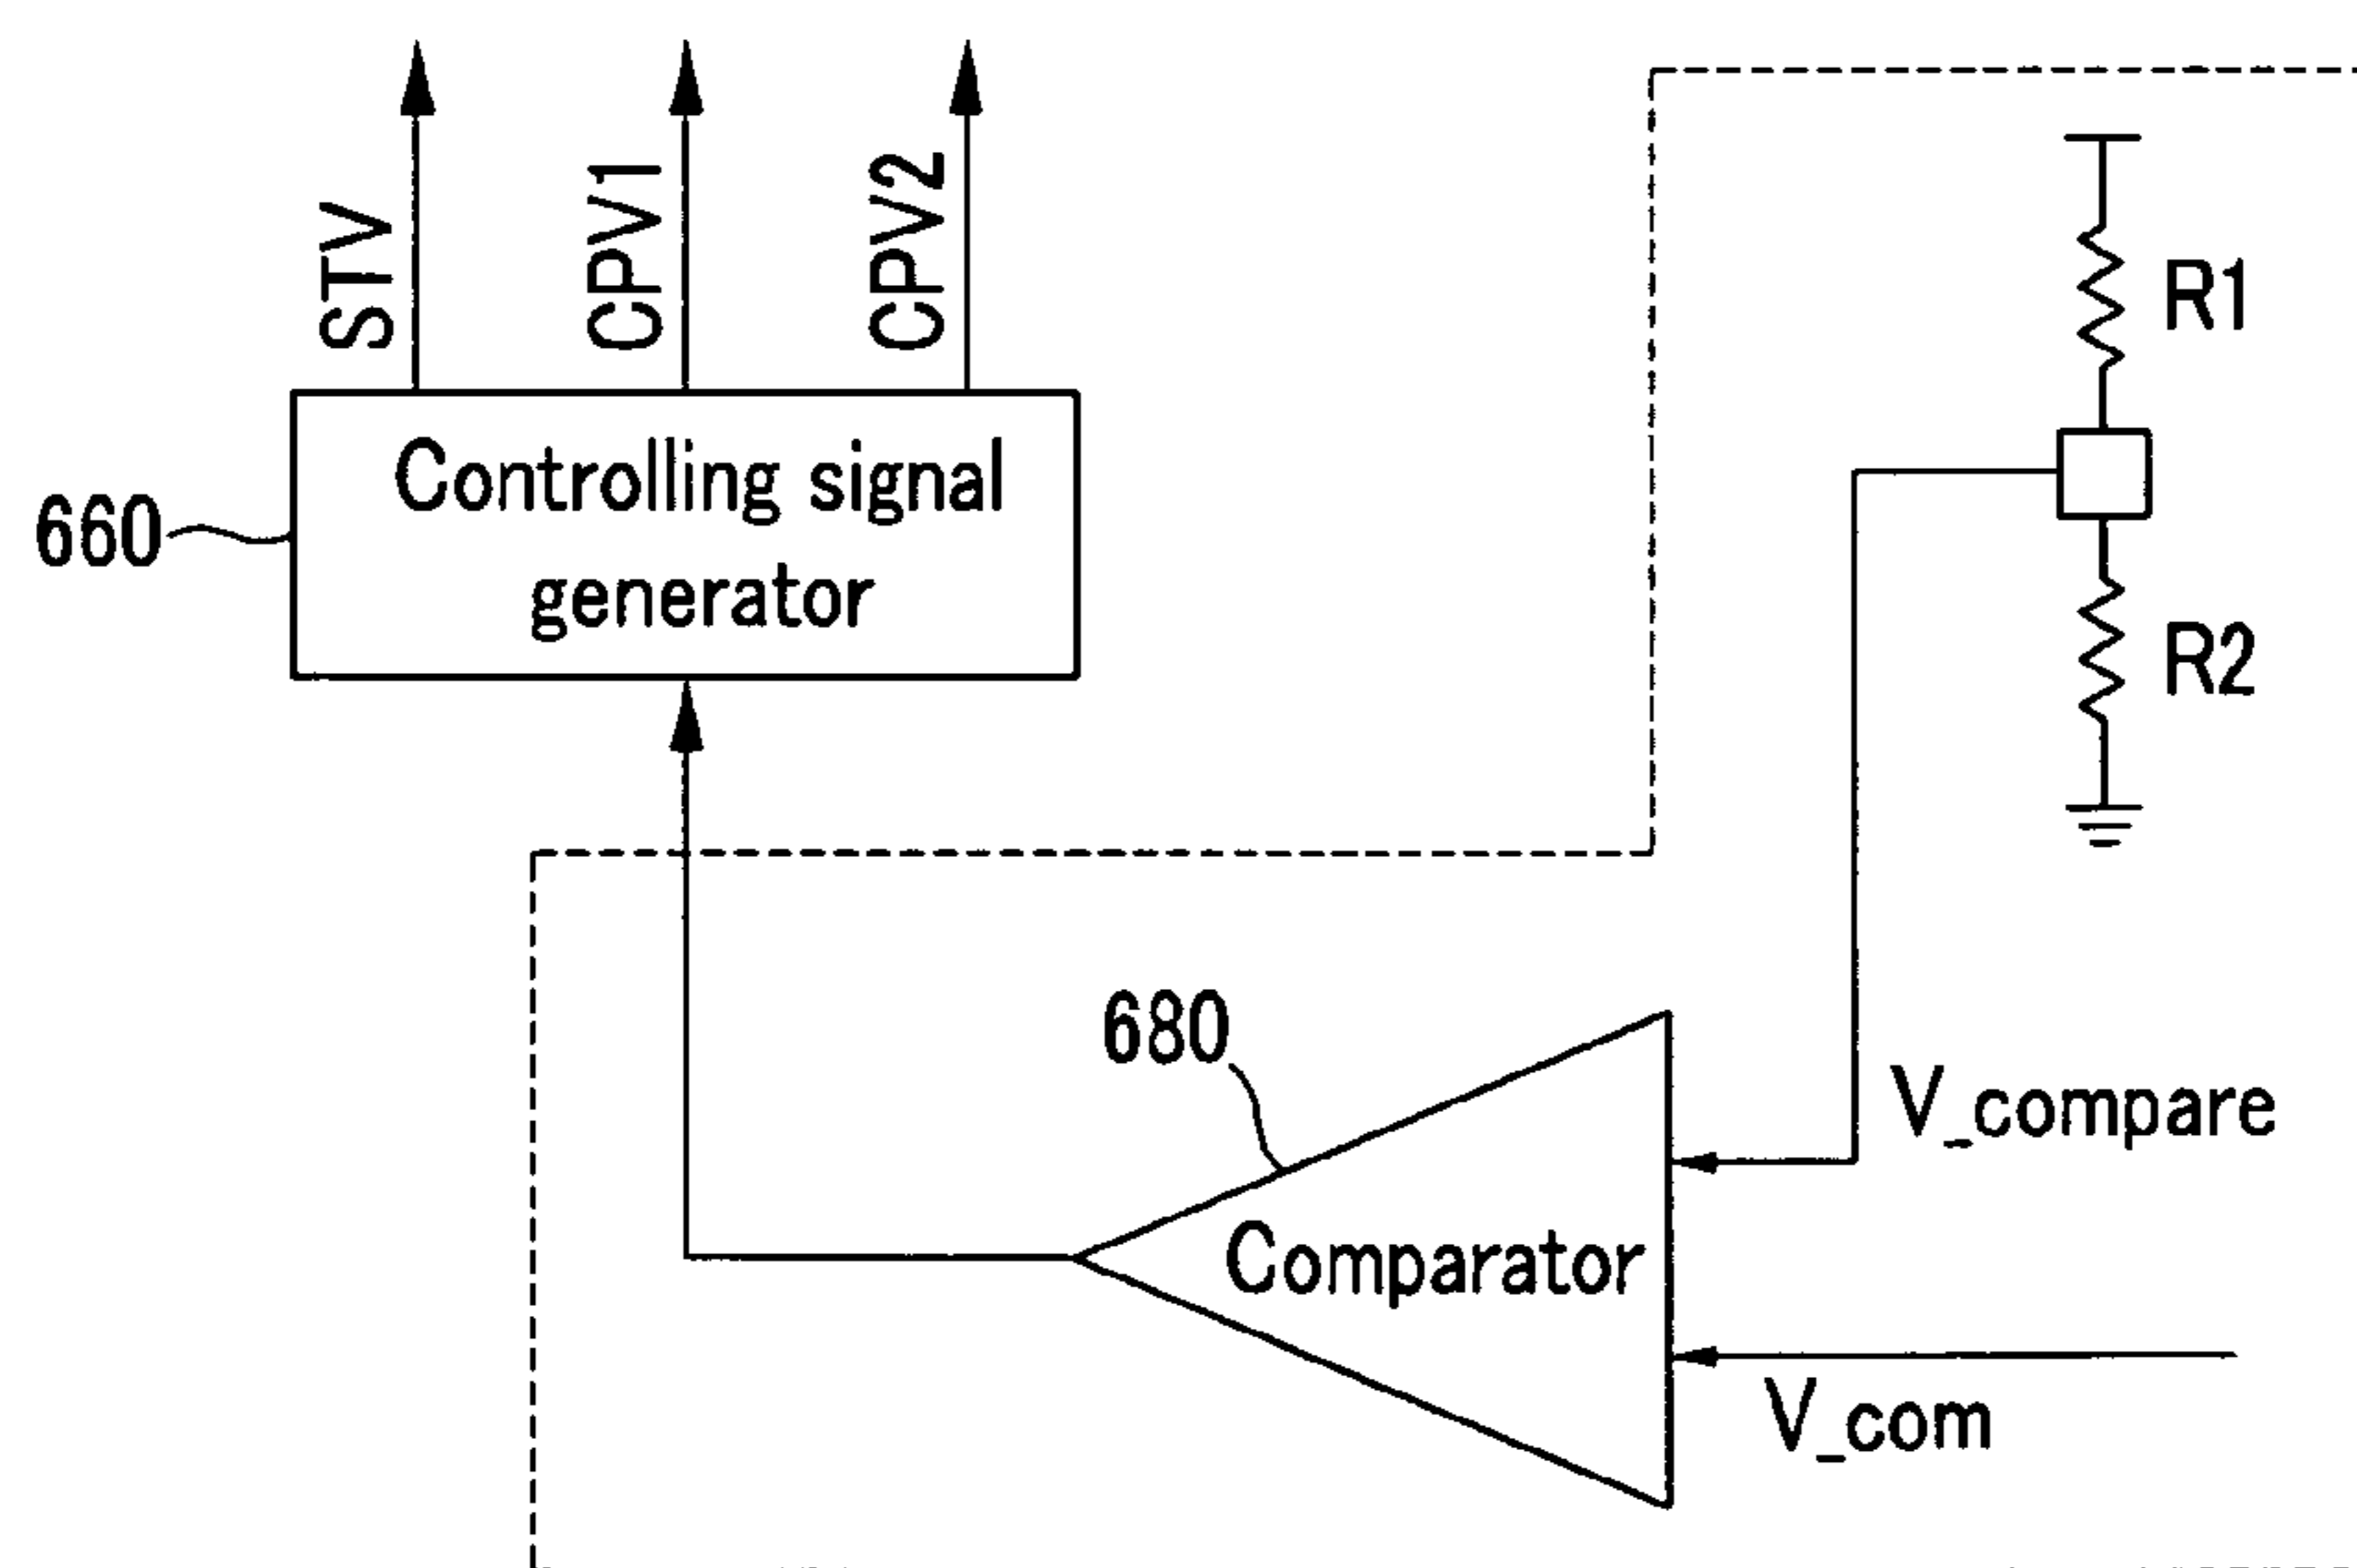 STV
CPV1
CPV2
R1
Controlling signal
generator
660
R2
680
V_compare
Comparator
V_com